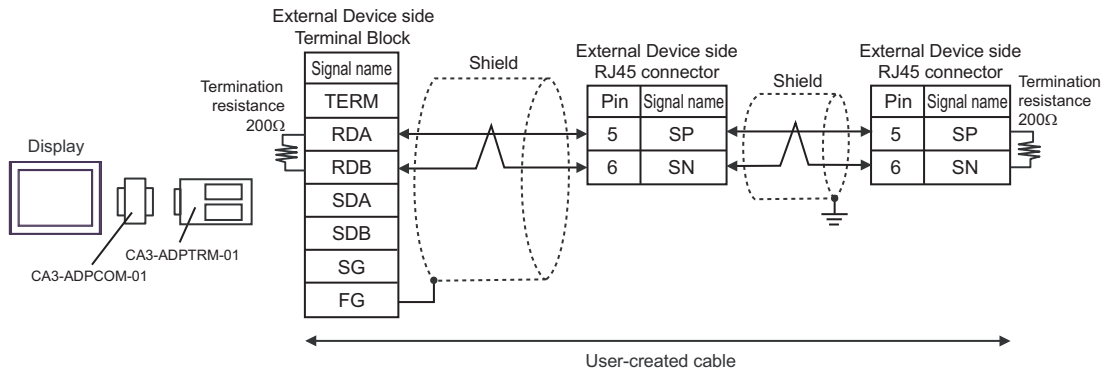 External Device side
Terminal Block
Signal name
TERM
RDA
RDB
SDA
SDB
SG
FG
Termination
resistance
200Ω
Display
CA3-ADPTRM-01
CA3-ADPCOM-01
Shield
External Device side
RJ45 connector
Pin Signal name
5 SP
6 SN
Shield
External Device side
RJ45 connector
Pin Signal name
5 SP
6 SN
Termination
resistance
200Ω
User-created cable